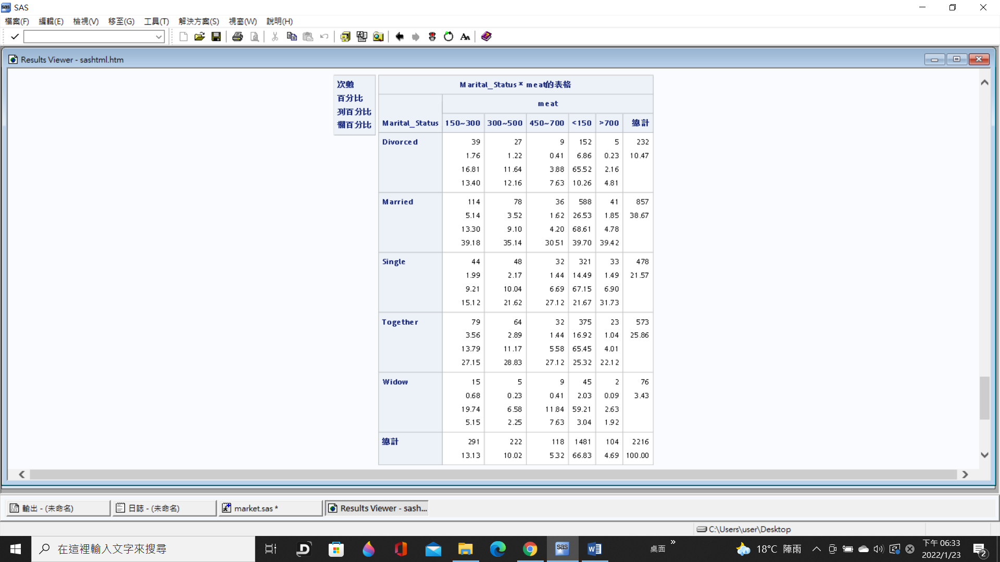 SAS
檔案(F) 編輯(E) 檢視(V) 移至(G) 工具(T) 解決方案(S) 視窗(W) 說明(H)
Results Viewer - sashtml.htm
次數
百分比
列百分比
欄百分比
Marital_Status * meat的表格
meat
Marital_Status 150~300 300~500 450~700 <150 >700 總計
Divorced 39 27 9 152 5 232
1.76 1.22 0.41 6.86 0.23 10.47
16.81 11.64 3.88 65.52 2.16
13.40 12.16 7.63 10.26 4.81
Married 114 78 36 588 41 857
5.14 3.52 1.62 26.53 1.85 38.67
13.30 9.10 4.20 68.61 4.78
39.18 35.14 30.51 39.70 39.42
Single 44 48 32 321 33 478
1.99 2.17 1.44 14.49 1.49 21.57
9.21 10.04 6.69 67.15 6.90
15.12 21.62 27.12 21.67 31.73
Together 79 64 32 375 23 573
3.56 2.89 1.44 16.92 1.04 25.86
13.79 11.17 5.58 65.45 4.01
27.15 28.83 27.12 25.32 22.12
Widow 15 5 9 45 2 76
0.68 0.23 0.41 2.03 0.09 3.43
19.74 6.58 11.84 59.21 2.63
5.15 2.25 7.63 3.04 1.92
總計 291 222 118 1481 104 2216
13.13 10.02 5.32 66.83 4.69 100.00
輸出 - (未命名) 日誌 - (未命名) market.sas * Results Viewer - sash...
C:\Users\user\Desktop
在這裡輸入文字來搜尋 桌面 18°C 陣雨 下午 06:33
2022/1/23 2